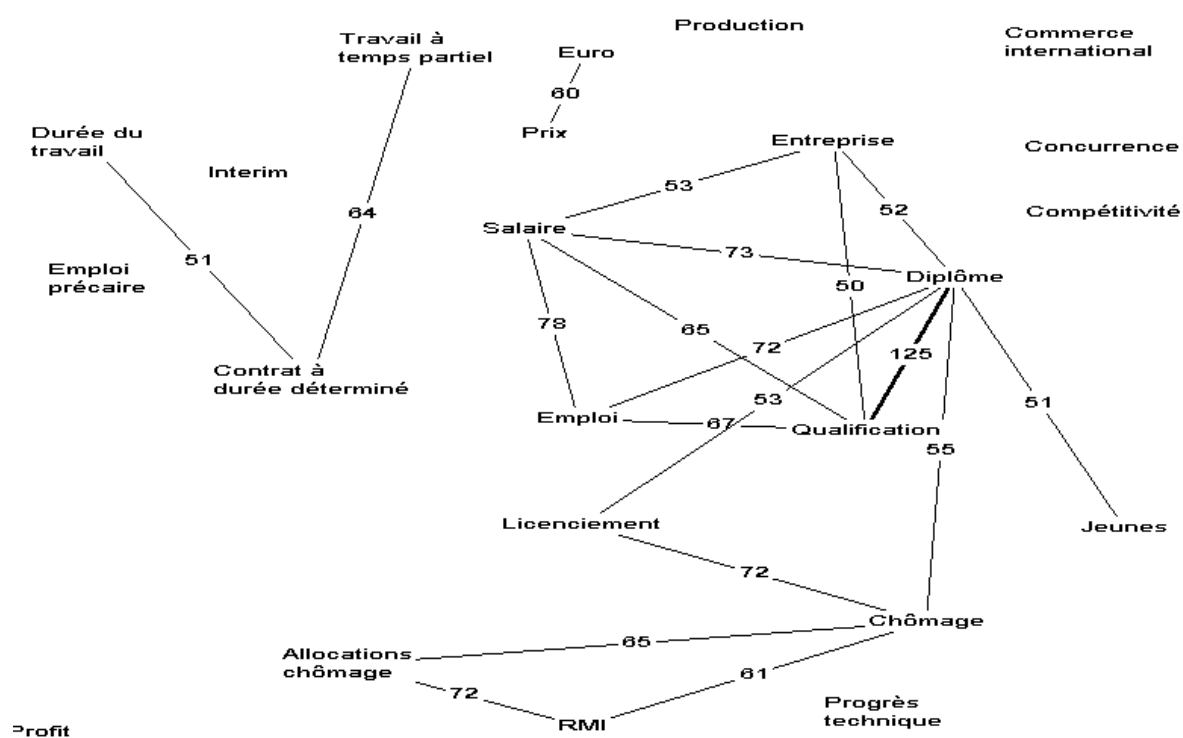 Production
Travail à
temps partiel
Euro
Commerce
international
60
Durée du
travail
Prix
Entreprise
Concurrence
Interim
53
52
64
Compétitivité
Salaire
51
73
Emploi
précaire
Diplôme
50
78
65
72
125
Contrat à
durée déterminé
53
51
Emploi
67
Qualification
55
Licenciement
Jeunes
72
Chômage
65
Allocations
chômage
61
72
Progrès
technique
RMI
Profit